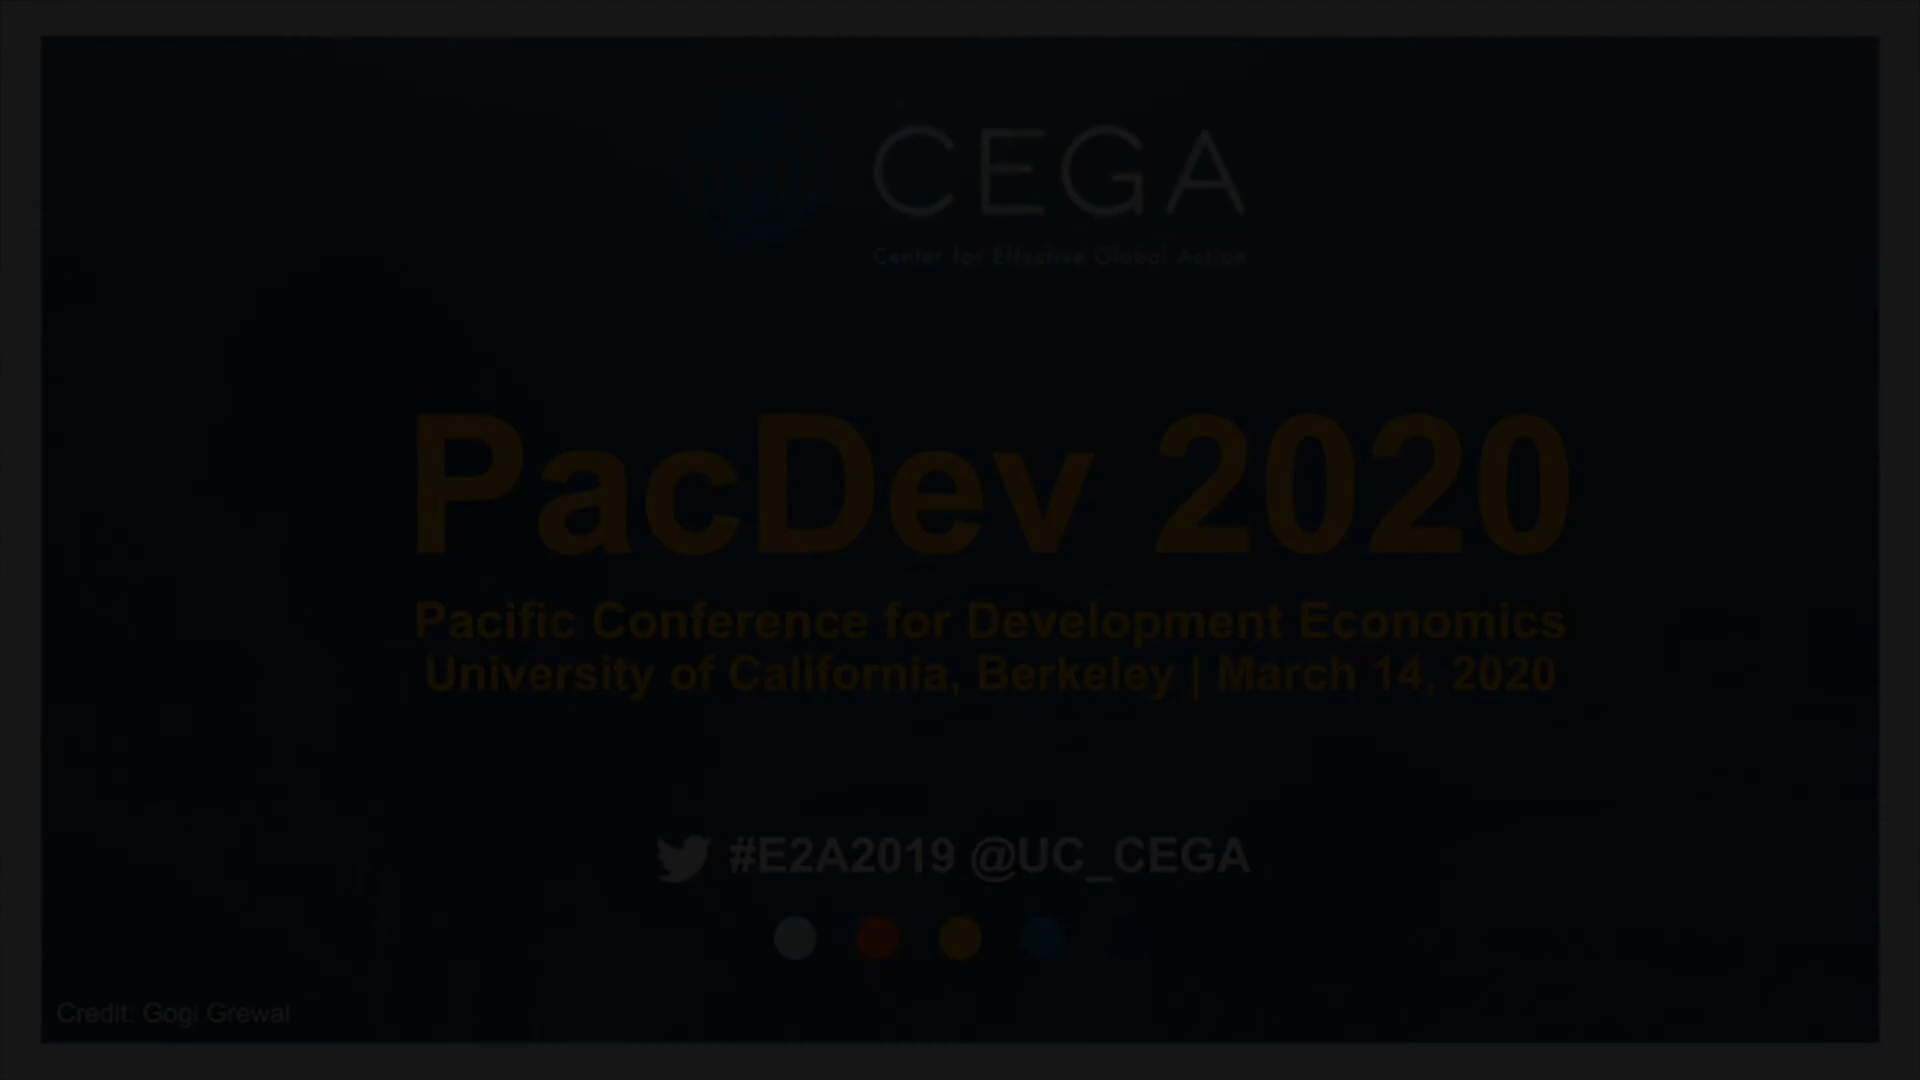 CEGA
Center for Effective Global Action
PacDev 2020
Pacific Conference for Development Economics
University of California, Berkeley | March 14, 2020
#E2A2019 @UC_CEGA
Credit: Gogi Grewal